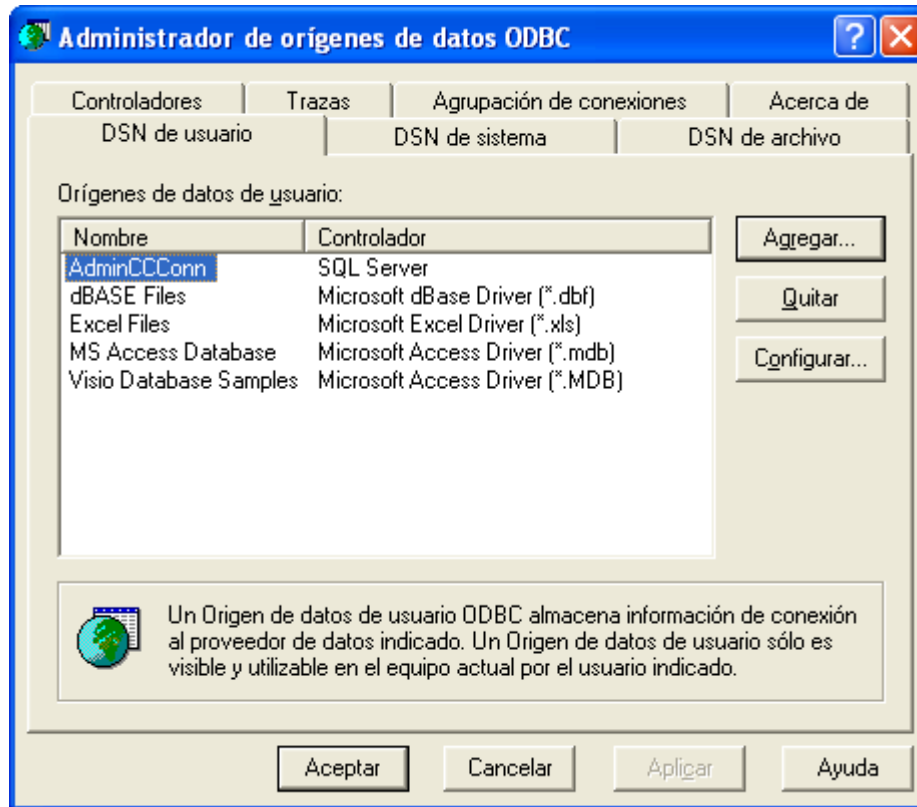 Administrador de orígenes de datos ODBC
Controladores Trazas Agrupación de conexiones Acerca de
DSN de usuario DSN de sistema DSN de archivo
Orígenes de datos de usuario:
Nombre Controlador
AdminCCConn SQL Server
dBASE Files Microsoft dBase Driver (*.dbf)
Excel Files Microsoft Excel Driver (*.xls)
MS Access Database Microsoft Access Driver (*.mdb)
Visio Database Samples Microsoft Access Driver (*.MDB)
Agregar...
Quitar
Configurar...
Un Origen de datos de usuario ODBC almacena información de conexión
al proveedor de datos indicado. Un Origen de datos de usuario sólo es
visible y utilizable en el equipo actual por el usuario indicado.
Aceptar Cancelar Aplicar Ayuda